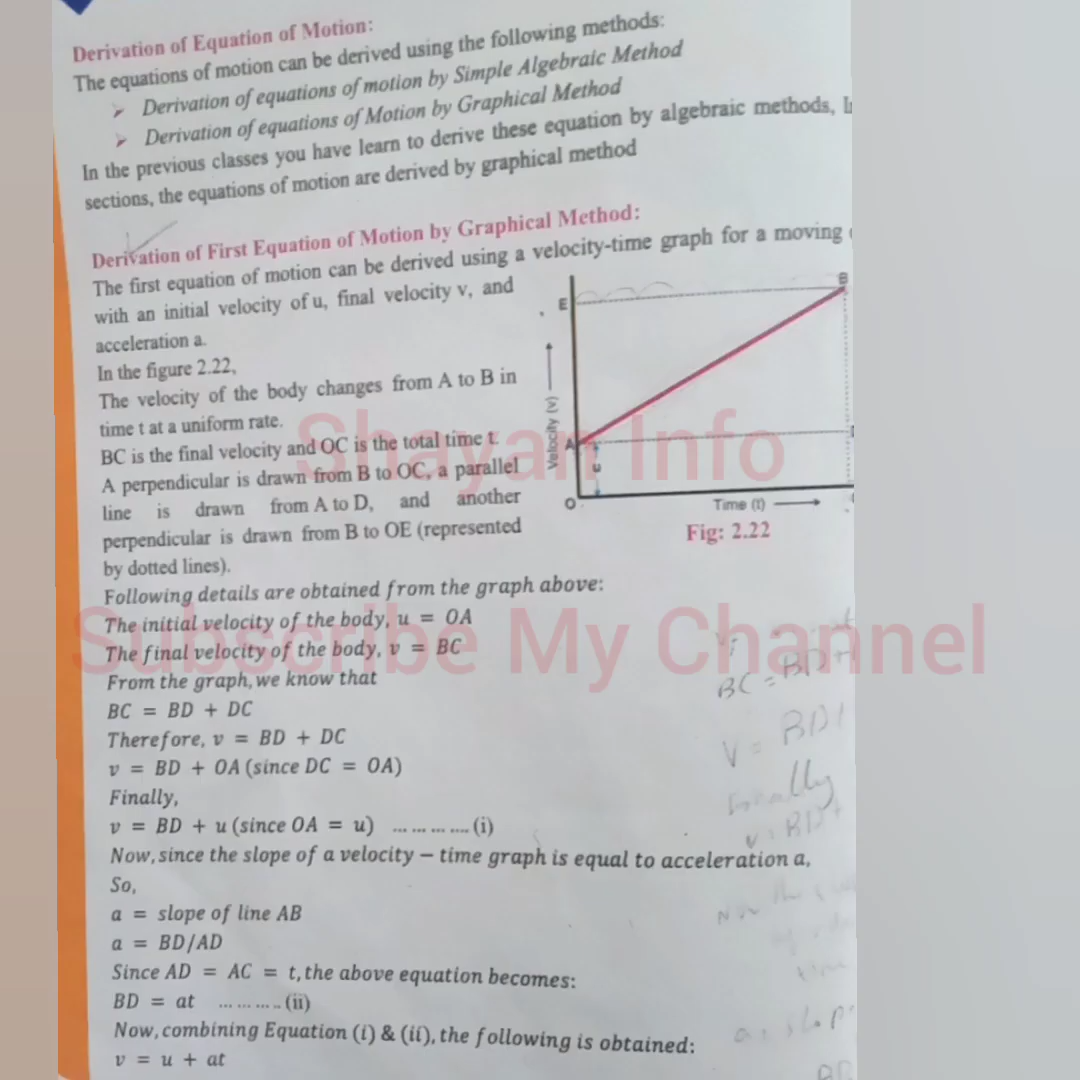 Derivation of Equation of Motion:
The equations of motion can be derived using the following methods:
➢ Derivation of equations of motion by Simple Algebraic Method
➢ Derivation of equations of Motion by Graphical Method
In the previous classes you have learn to derive these equation by algebraic methods,
sections, the equations of motion are derived by graphical method
Derivation of First Equation of Motion by Graphical Method:
The first equation of motion can be derived using a velocity-time graph for a moving
with an initial velocity of u, final velocity v, and
acceleration a.
In the figure 2.22,
The velocity of the body changes from A to B in
time t at a uniform rate.
BC is the final velocity and OC is the total time t.
A perpendicular is drawn from B to OC, a parallel
line is drawn from A to D, and another
perpendicular is drawn from B to OE (represented
by dotted lines).
E
B
Velocity (v)
A
u
O
Time (t)
Fig: 2.22
Shayan Info
Following details are obtained from the graph above:
The initial velocity of the body, u = OA
The final velocity of the body, v = BC
Subscribe My Channel
From the graph, we know that
BC = BD + DC
Therefore, v = BD + DC
v = BD + OA (since DC = OA)
Finally,
v = BD + u (since OA = u) ………….(i)
Now, since the slope of a velocity – time graph is equal to acceleration a,
So,
a = slope of line AB
a = BD/AD
Since AD = AC = t, the above equation becomes:
BD = at ………..(ii)
Now, combining Equation (i) & (ii), the following is obtained:
v = u + at
BC = BD+
V = BD
v = BD+